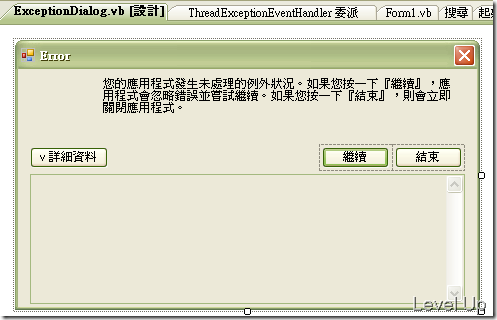 ExceptionDialog.vb [設計]
ThreadExceptionEventHandler 委派
Form1.vb
搜尋
Error
您的應用程式發生未處理的例外狀況。如果您按一下『繼續』，應
用程式會忽略錯誤並嘗試繼續。如果您按一下『結束』，則會立即
關閉應用程式。
v 詳細資料
繼續
結束
Level Up